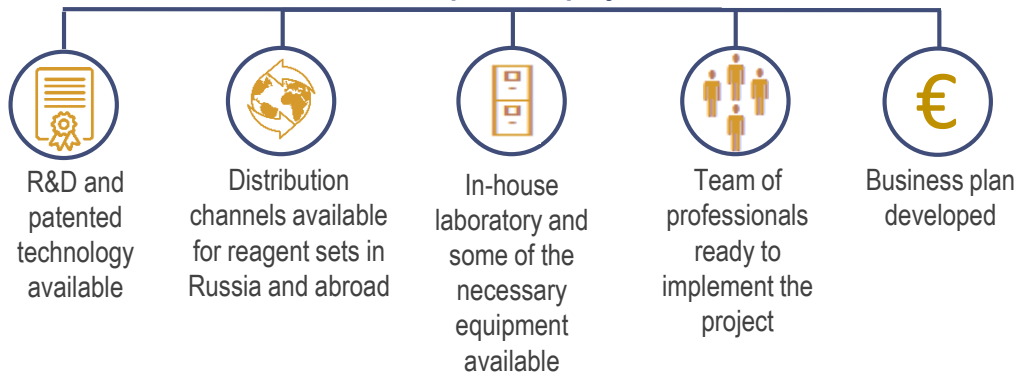 R&D and
patented
technology
available
Distribution
channels available
for reagent sets in
Russia and abroad
In-house
laboratory and
some of the
necessary
equipment
available
Team of
professionals
ready to
implement the
project
€
Business plan
developed